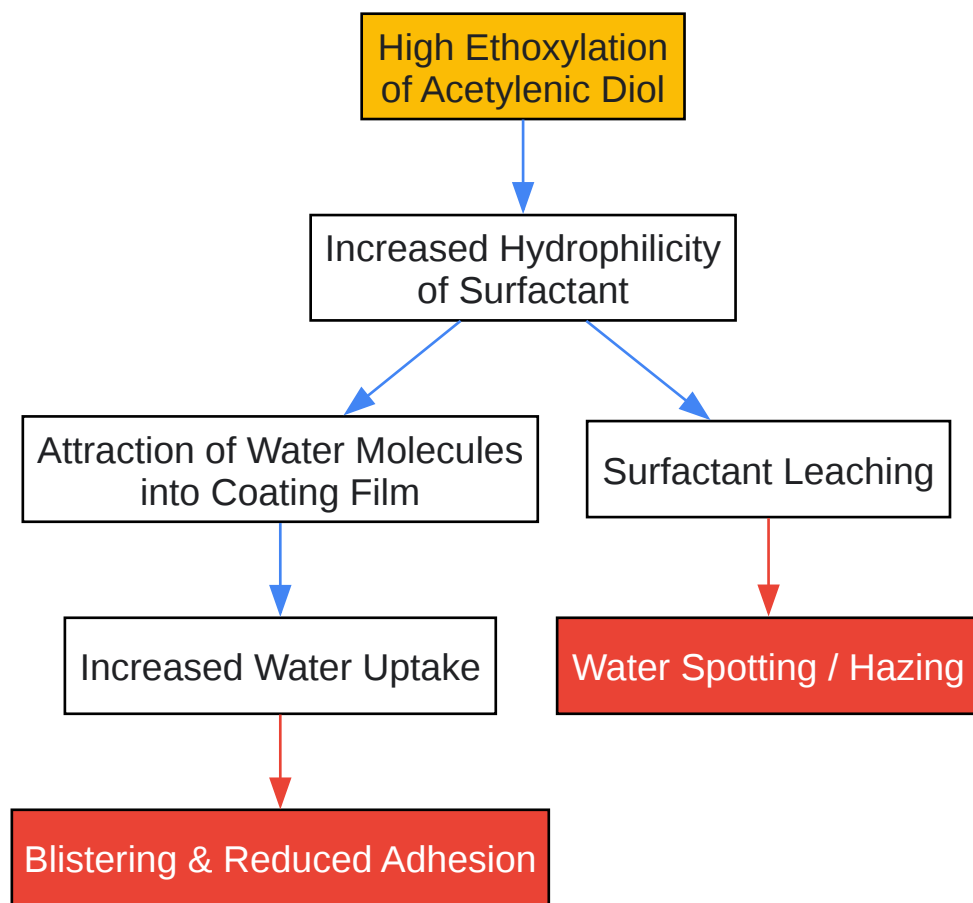 High Ethoxylation
of Acetylenic Diol
Increased Hydrophilicity
of Surfactant
Attraction of Water Molecules
into Coating Film
Surfactant Leaching
Increased Water Uptake
Water Spotting / Hazing
Blistering & Reduced Adhesion